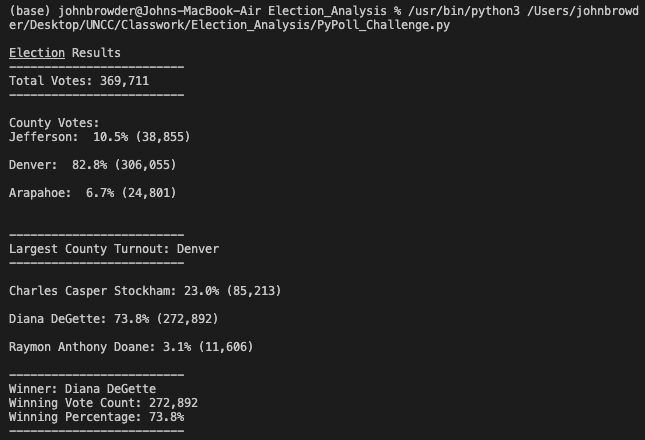 (base) johnbrowder@Johns-MacBook-Air Election_Analysis % /usr/bin/python3 /Users/johnbrowd
er/Desktop/UNCC/Classwork/Election_Analysis/PyPoll_Challenge.py
Election Results
-------------------------
Total Votes: 369,711
-------------------------
County Votes:
Jefferson:  10.5% (38,855)
Denver:  82.8% (306,055)
Arapahoe:  6.7% (24,801)
-------------------------
Largest County Turnout: Denver
-------------------------
Charles Casper Stockham: 23.0% (85,213)
Diana DeGette: 73.8% (272,892)
Raymon Anthony Doane: 3.1% (11,606)
-------------------------
Winner: Diana DeGette
Winning Vote Count: 272,892
Winning Percentage: 73.8%
-------------------------